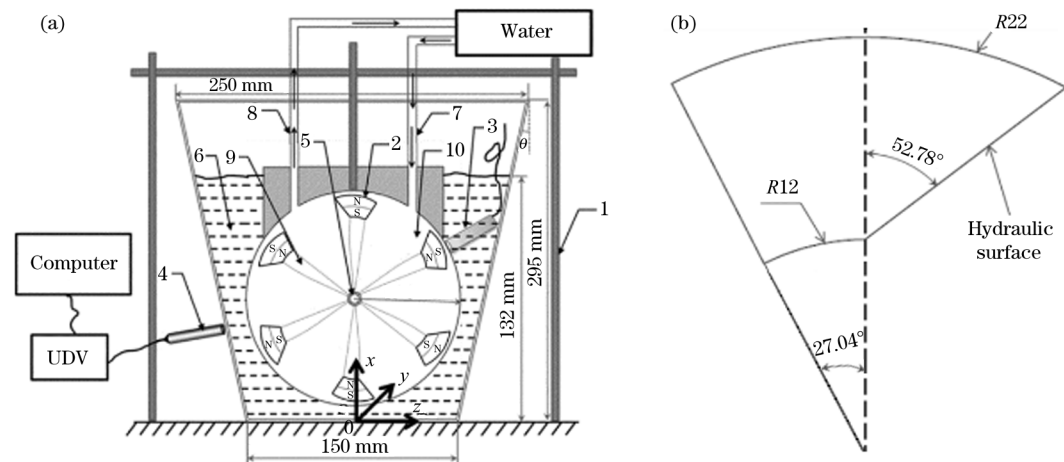 (a)
Water
250 mm
8
5
2
7
3
θ
6
9
10
1
N
S
S
N
S
N
Computer
4
295 mm
132 mm
UDV
N
S
S
N
N
S
x
y
z
0
150 mm
(b)
R22
52.78°
R12
Hydraulic
surface
27.04°